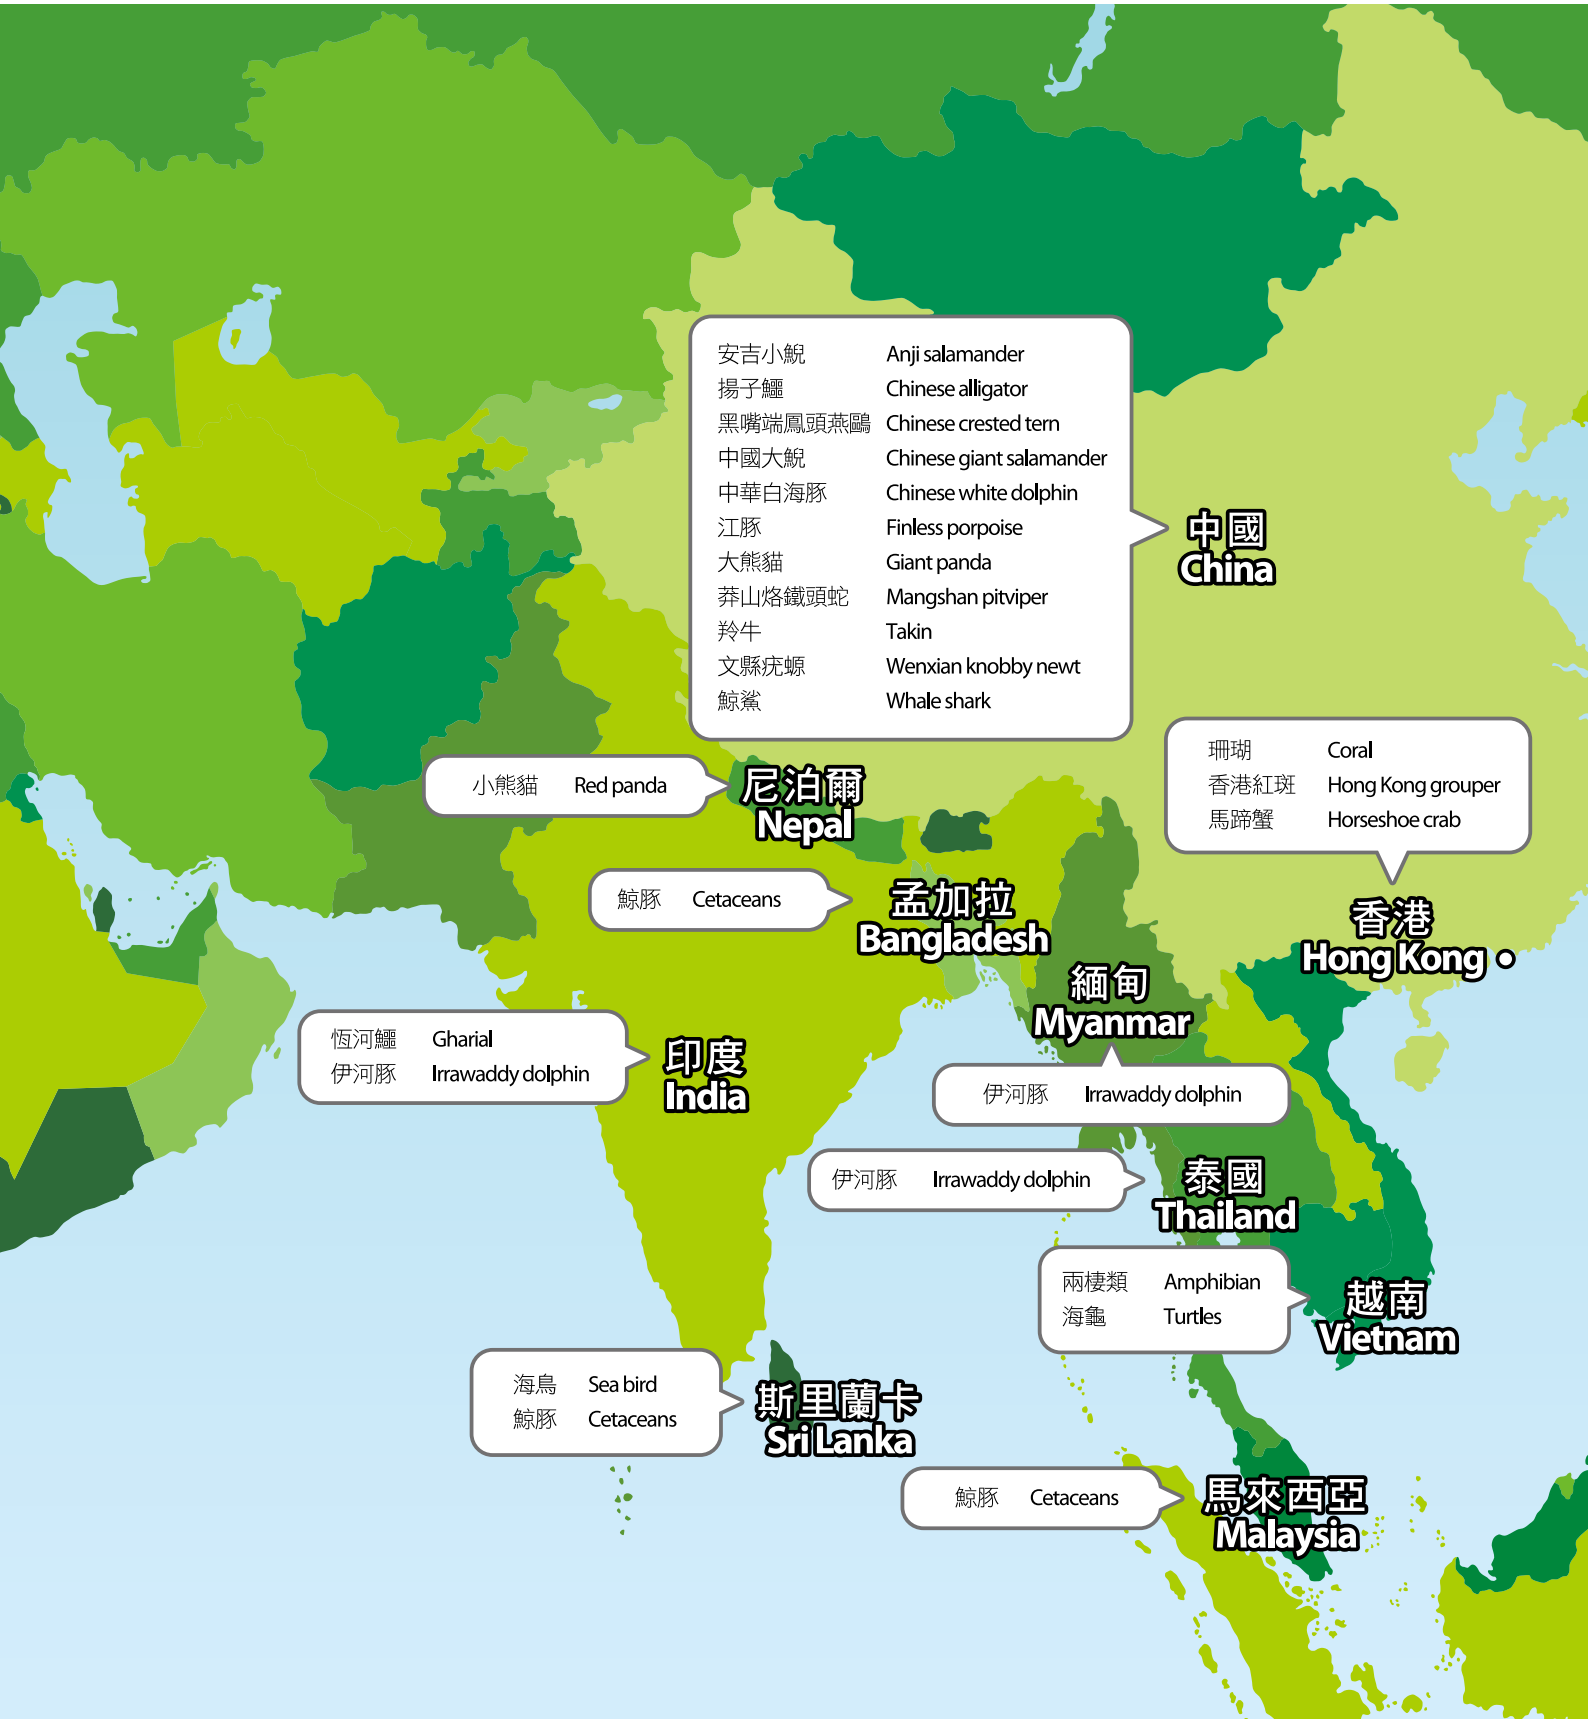 安吉小鯢 Anji salamander
揚子鱷 Chinese alligator
黑嘴端鳳頭燕鷗 Chinese crested tern
中國大鯢 Chinese giant salamander
中華白海豚 Chinese white dolphin
江豚 Finless porpoise
大熊貓 Giant panda
莽山烙鐵頭蛇 Mangshan pitviper
羚牛 Takin
文縣疣螈 Wenxian knobby newt
鯨鯊 Whale shark
中國
China
珊瑚 Coral
香港紅斑 Hong Kong grouper
馬蹄蟹 Horseshoe crab
香港
Hong Kong
小熊貓 Red panda
尼泊爾
Nepal
鯨豚 Cetaceans
孟加拉
Bangladesh
緬甸
Myanmar
伊河豚 Irrawaddy dolphin
恆河鱷 Gharial
伊河豚 Irrawaddy dolphin
印度
India
伊河豚 Irrawaddy dolphin
泰國
Thailand
兩棲類 Amphibian
海龜 Turtles
越南
Vietnam
海鳥 Sea bird
鯨豚 Cetaceans
斯里蘭卡
Sri Lanka
鯨豚 Cetaceans
馬來西亞
Malaysia